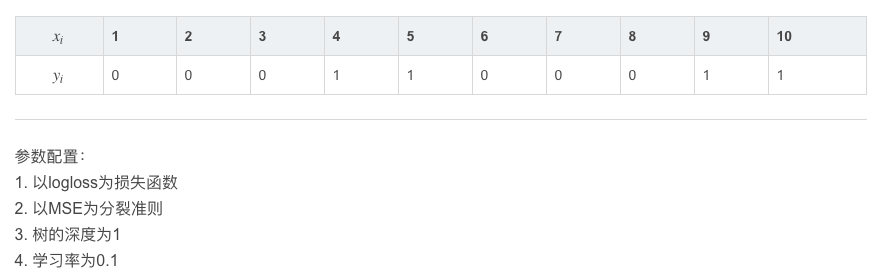 xᵢ 1 2 3 4 5 6 7 8 9 10
yᵢ 0 0 0 1 1 0 0 0 1 1
参数配置：
1. 以logloss为损失函数
2. 以MSE为分裂准则
3. 树的深度为1
4. 学习率为0.1